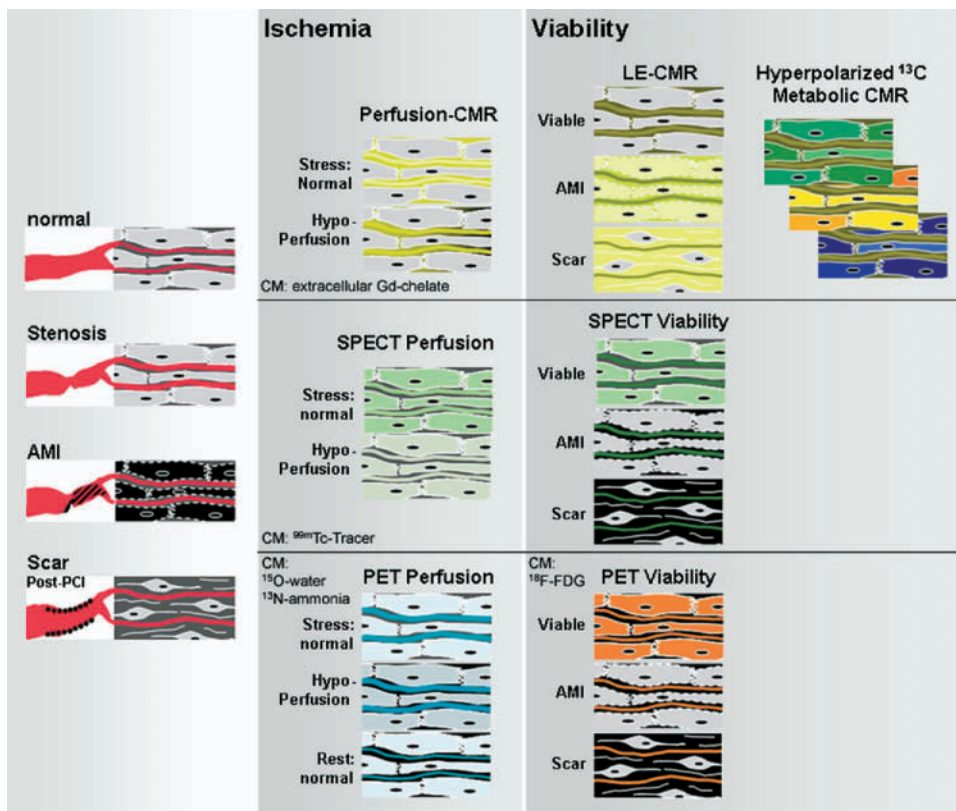 Ischemia
Viability
normal
Stenosis
AMI
Scar
Post-PCI
Perfusion-CMR
Stress:
Normal
Hypo-
Perfusion
CM: extracellular Gd-chelate
LE-CMR
Viable
AMI
Scar
Hyperpolarized ¹³C
Metabolic CMR
SPECT Perfusion
Stress:
normal
Hypo-
Perfusion
CM: ⁹⁹ᵐTc-Tracer
SPECT Viability
Viable
AMI
Scar
CM:
¹⁵O-water
¹³N-ammonia
PET Perfusion
Stress:
normal
Hypo-
Perfusion
Rest:
normal
CM:
¹⁸F-FDG
PET Viability
Viable
AMI
Scar